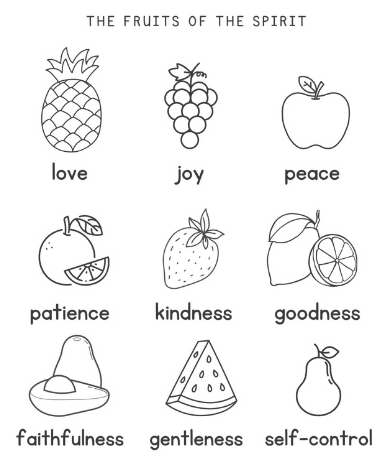 THE FRUITS OF THE SPIRIT
love joy peace
patience kindness goodness
faithfulness gentleness self-control